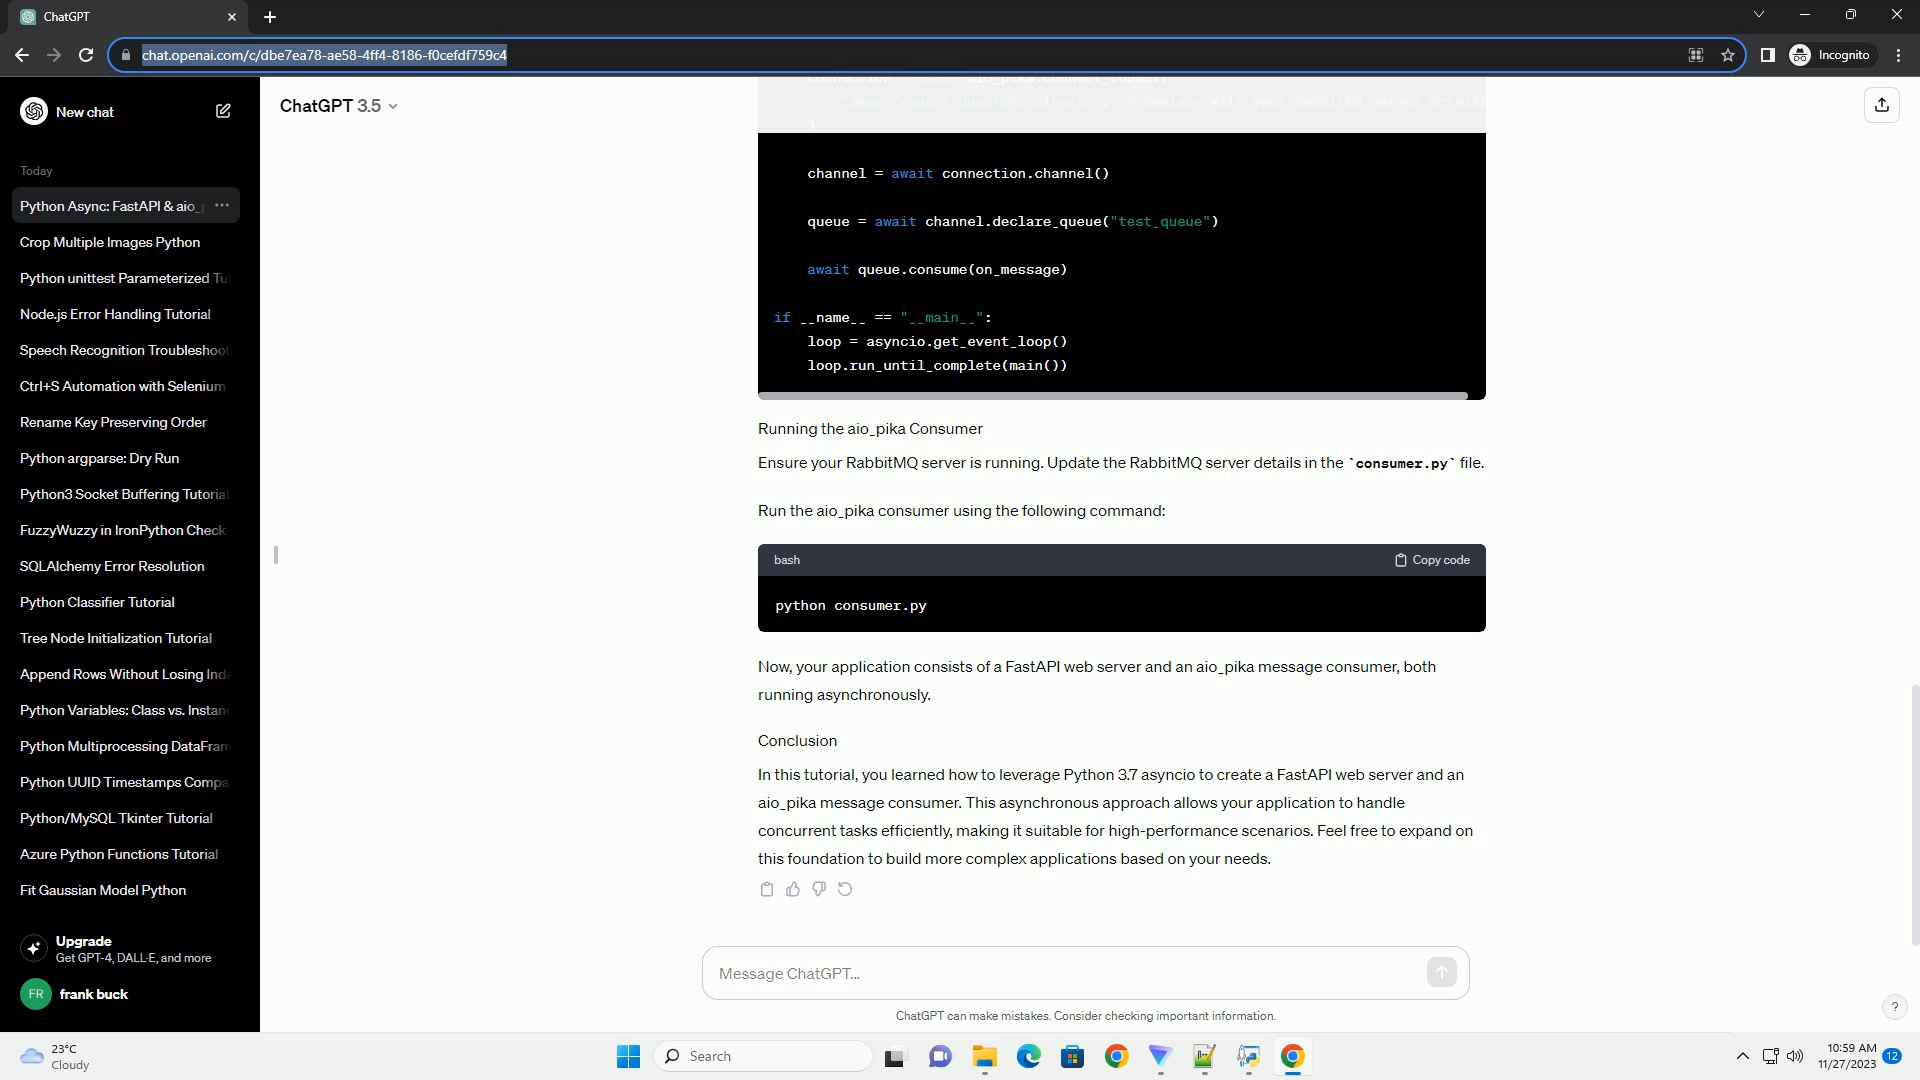 ChatGPT
chat.openai.com/c/dbe7ea78-ae58-4ff4-8186-f0cefdf759c4
Incognito
New chat
ChatGPT 3.5
Today
Python Async: FastAPI & aio_
Crop Multiple Images Python
Python unittest Parameterized Tu
Node.js Error Handling Tutorial
Speech Recognition Troubleshoot
Ctrl+S Automation with Selenium
Rename Key Preserving Order
Python argparse: Dry Run
Python3 Socket Buffering Tutorial
FuzzyWuzzy in IronPython Check
SQLAlchemy Error Resolution
Python Classifier Tutorial
Tree Node Initialization Tutorial
Append Rows Without Losing Inde
Python Variables: Class vs. Instan
Python Multiprocessing DataFram
Python UUID Timestamps Compa
Python/MySQL Tkinter Tutorial
Azure Python Functions Tutorial
Fit Gaussian Model Python
Upgrade
Get GPT-4, DALL·E, and more
FR frank buck
)
channel = await connection.channel()
queue = await channel.declare_queue("test_queue")
await queue.consume(on_message)
if __name__ == "__main__":
loop = asyncio.get_event_loop()
loop.run_until_complete(main())
Running the aio_pika Consumer
Ensure your RabbitMQ server is running. Update the RabbitMQ server details in the `consumer.py` file.
Run the aio_pika consumer using the following command:
bash Copy code
python consumer.py
Now, your application consists of a FastAPI web server and an aio_pika message consumer, both
running asynchronously.
Conclusion
In this tutorial, you learned how to leverage Python 3.7 asyncio to create a FastAPI web server and an
aio_pika message consumer. This asynchronous approach allows your application to handle
concurrent tasks efficiently, making it suitable for high-performance scenarios. Feel free to expand on
this foundation to build more complex applications based on your needs.
Message ChatGPT...
ChatGPT can make mistakes. Consider checking important information.
?
23°C
Cloudy
Search
10:59 AM
11/27/2023
12